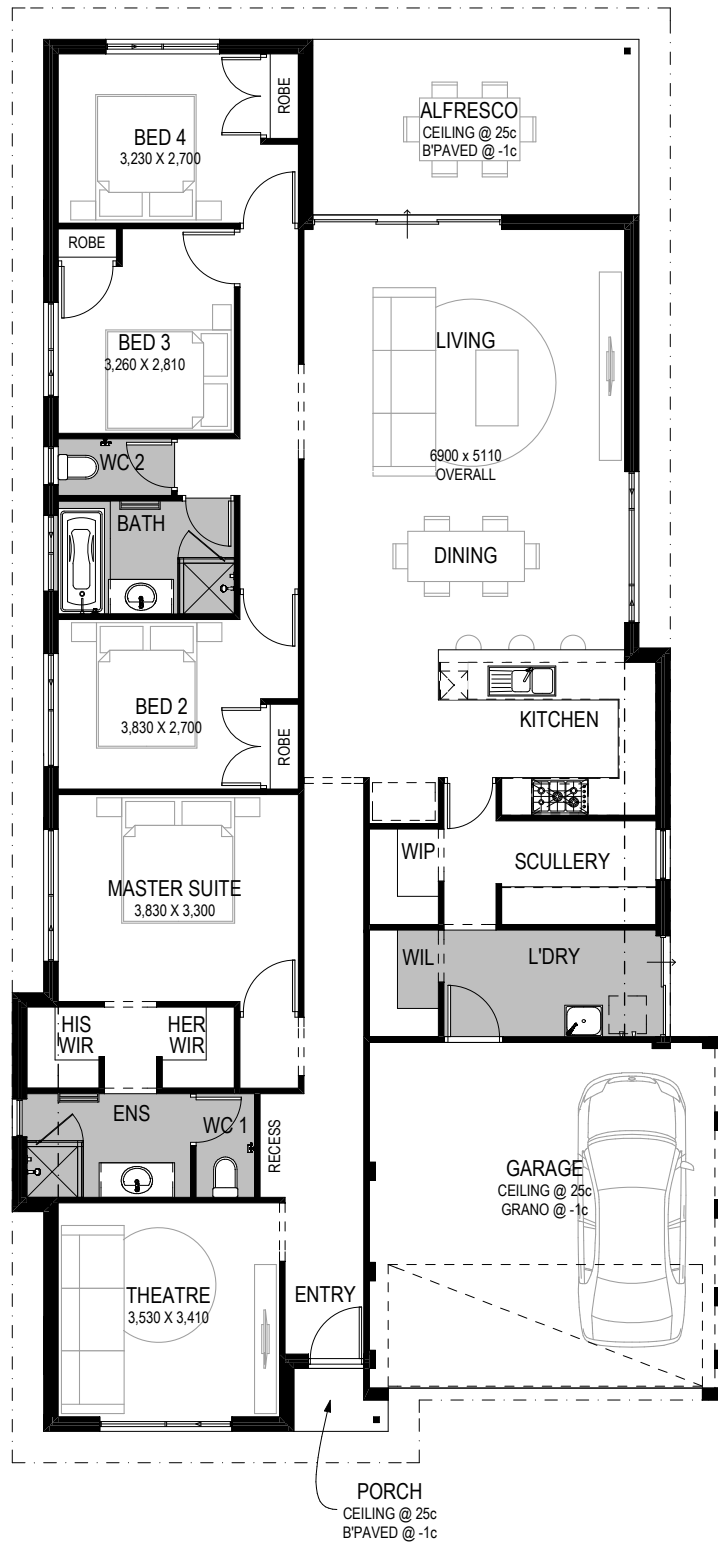 ROBE
ALFRESCO
CEILING @ 25c
B'PAVED @ -1c
BED 4
3,230 X 2,700
ROBE
BED 3
3,260 X 2,810
LIVING
6900 x 5110
OVERALL
WC 2
BATH
DINING
BED 2
3,830 X 2,700
ROBE
KITCHEN
WIP
SCULLERY
MASTER SUITE
3,830 X 3,300
WIL
L'DRY
HIS
WIR
HER
WIR
ENS
WC 1
RECESS
GARAGE
CEILING @ 25c
GRANO @ -1c
THEATRE
3,530 X 3,410
ENTRY
PORCH
CEILING @ 25c
B'PAVED @ -1c